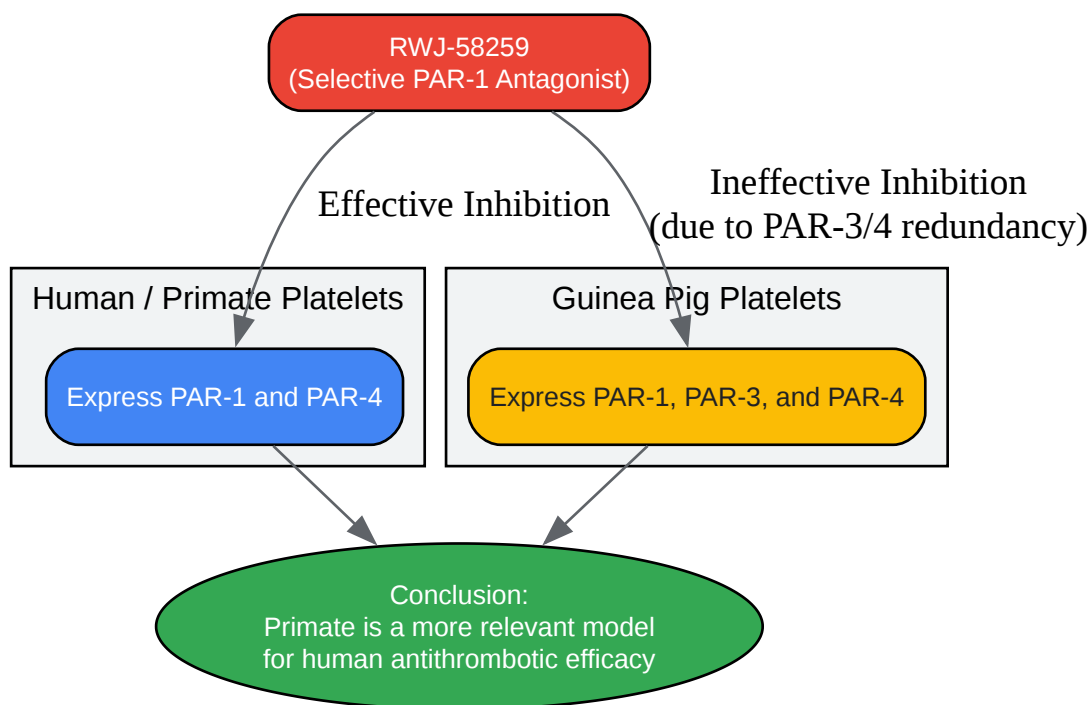 RWJ-58259
(Selective PAR-1 Antagonist)
Effective Inhibition
Ineffective Inhibition
(due to PAR-3/4 redundancy)
Human / Primate Platelets
Guinea Pig Platelets
Express PAR-1 and PAR-4
Express PAR-1, PAR-3, and PAR-4
Conclusion:
Primate is a more relevant model
for human antithrombotic efficacy